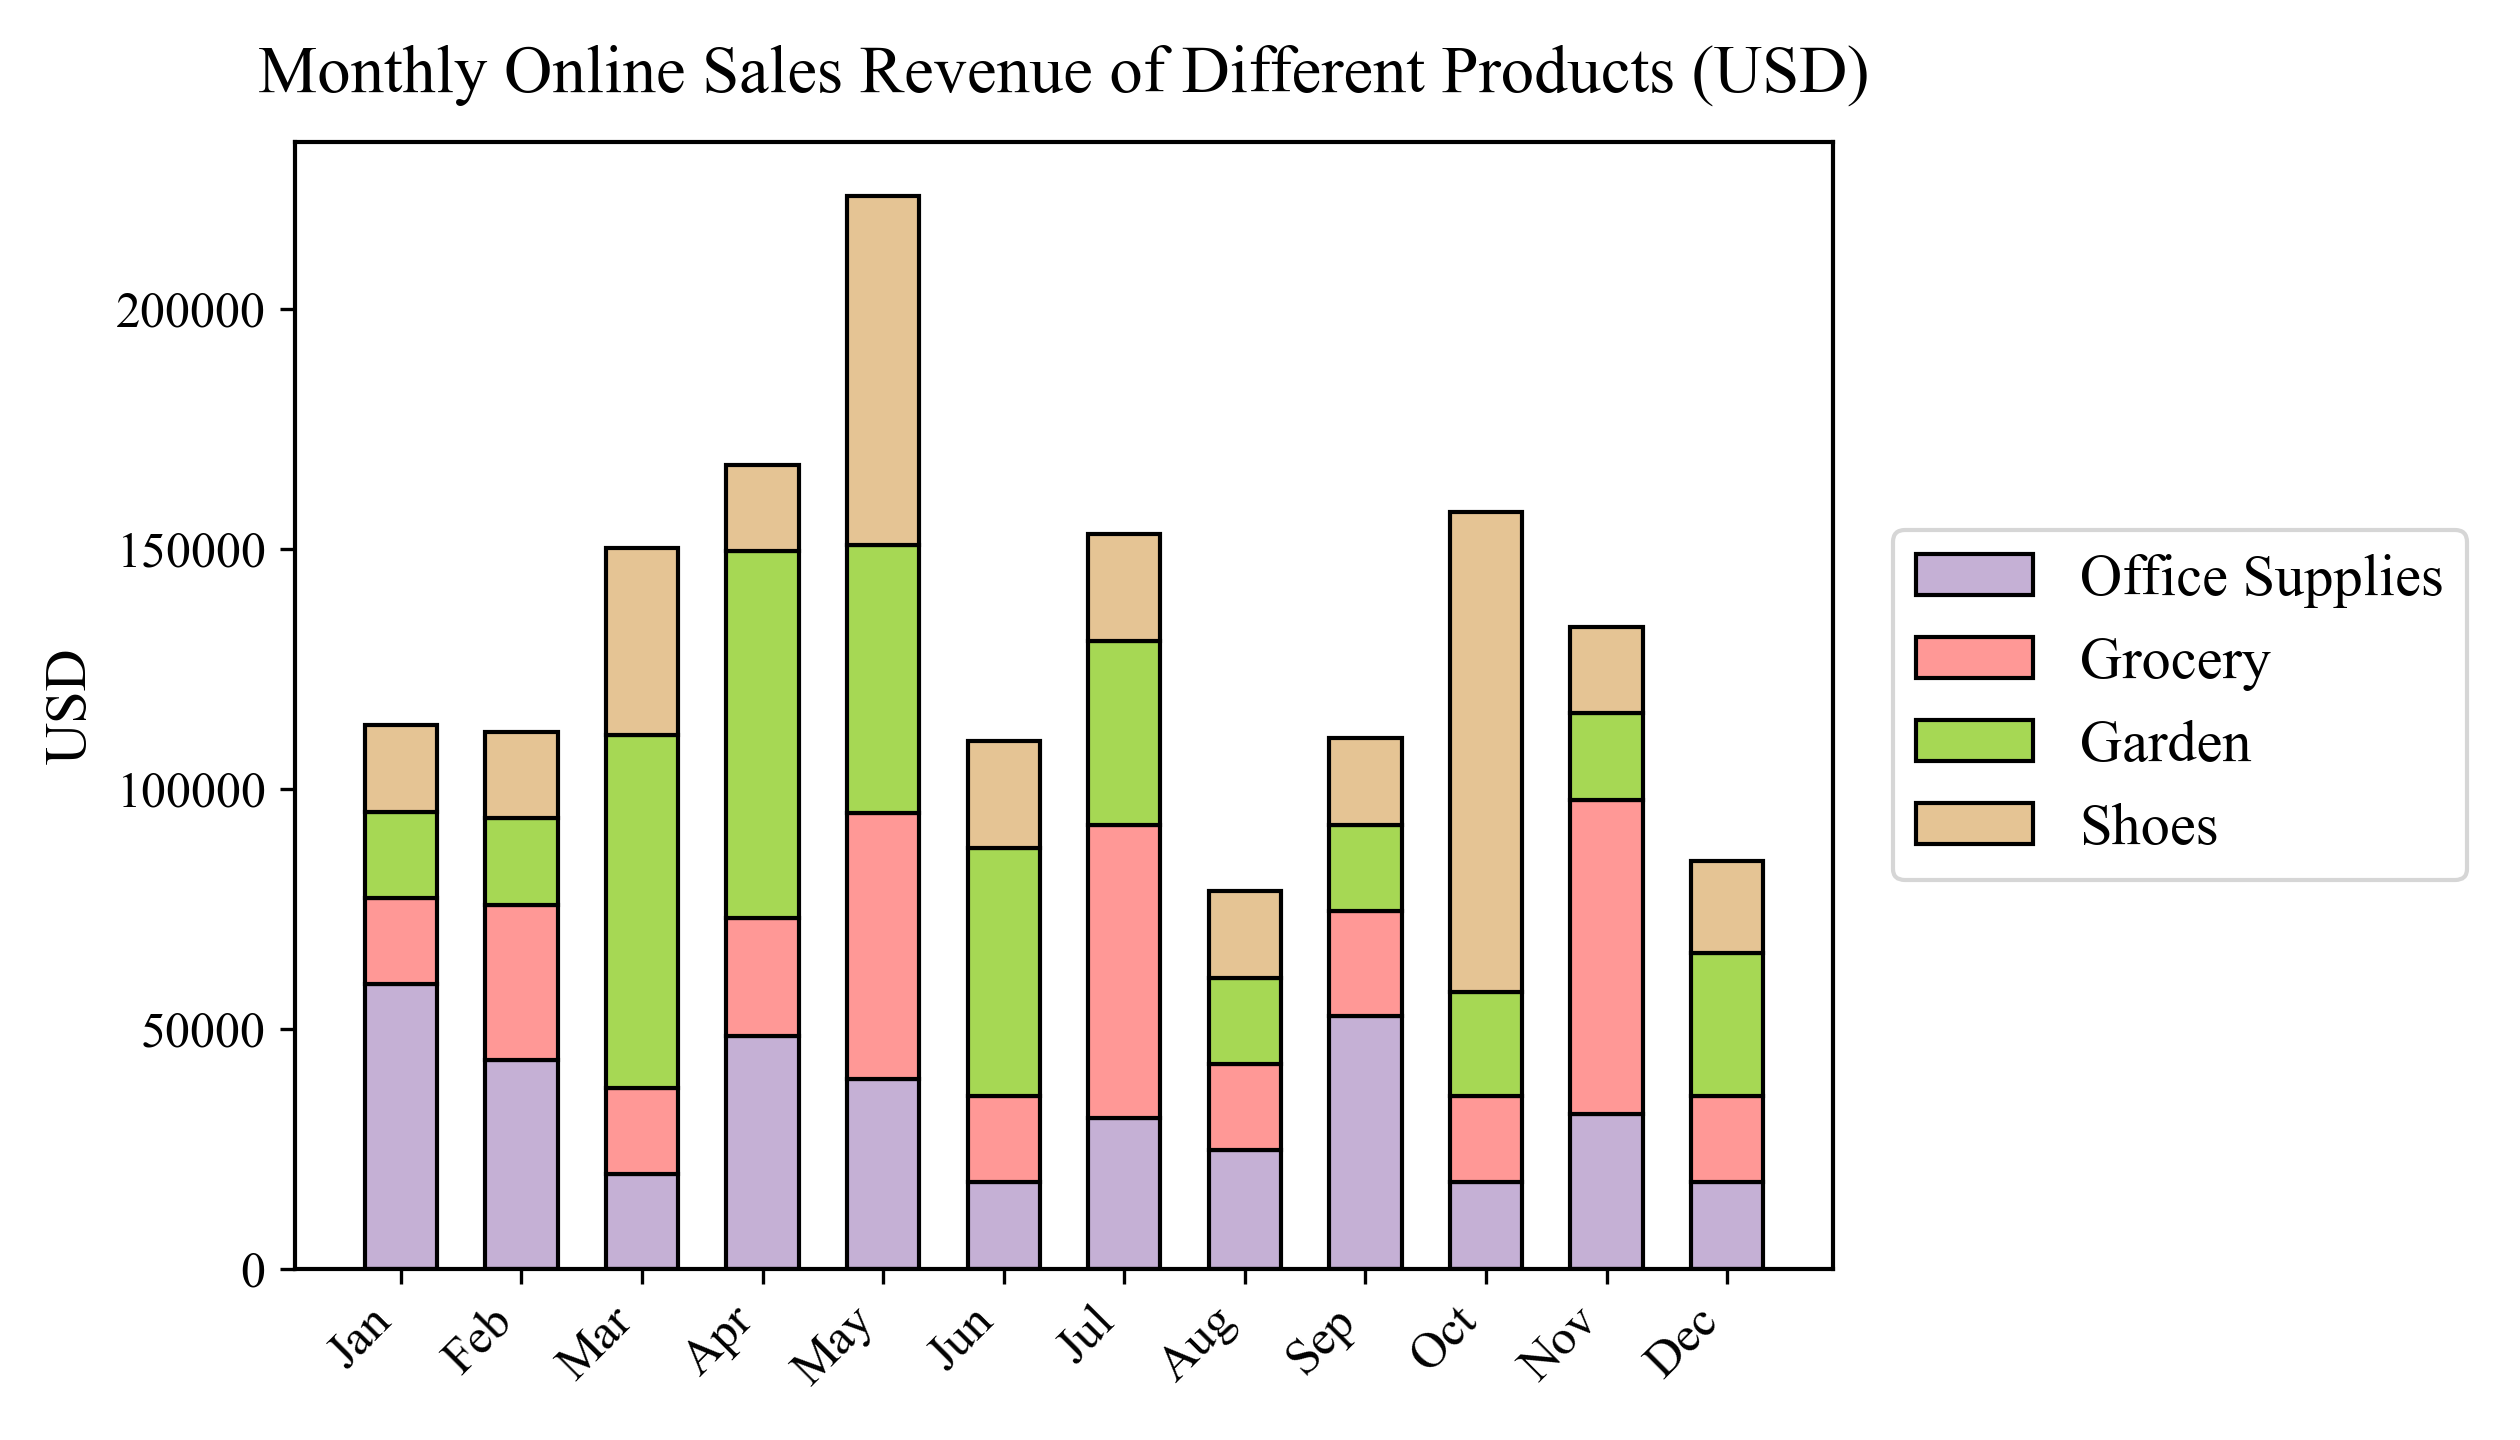 Monthly Online Sales Revenue of Different Products (USD)
USD
200000
150000
100000
50000
0
Jan
Feb
Mar
Apr
May
Jun
Jul
Aug
Sep
Oct
Nov
Dec
Office Supplies
Grocery
Garden
Shoes